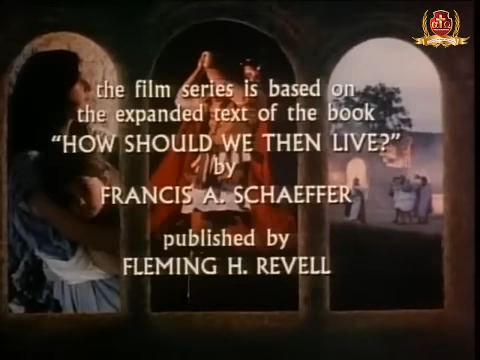 the film series is based on
the expanded text of the book
"HOW SHOULD WE THEN LIVE?"
by
FRANCIS A. SCHAEFFER
published by
FLEMING H. REVELL